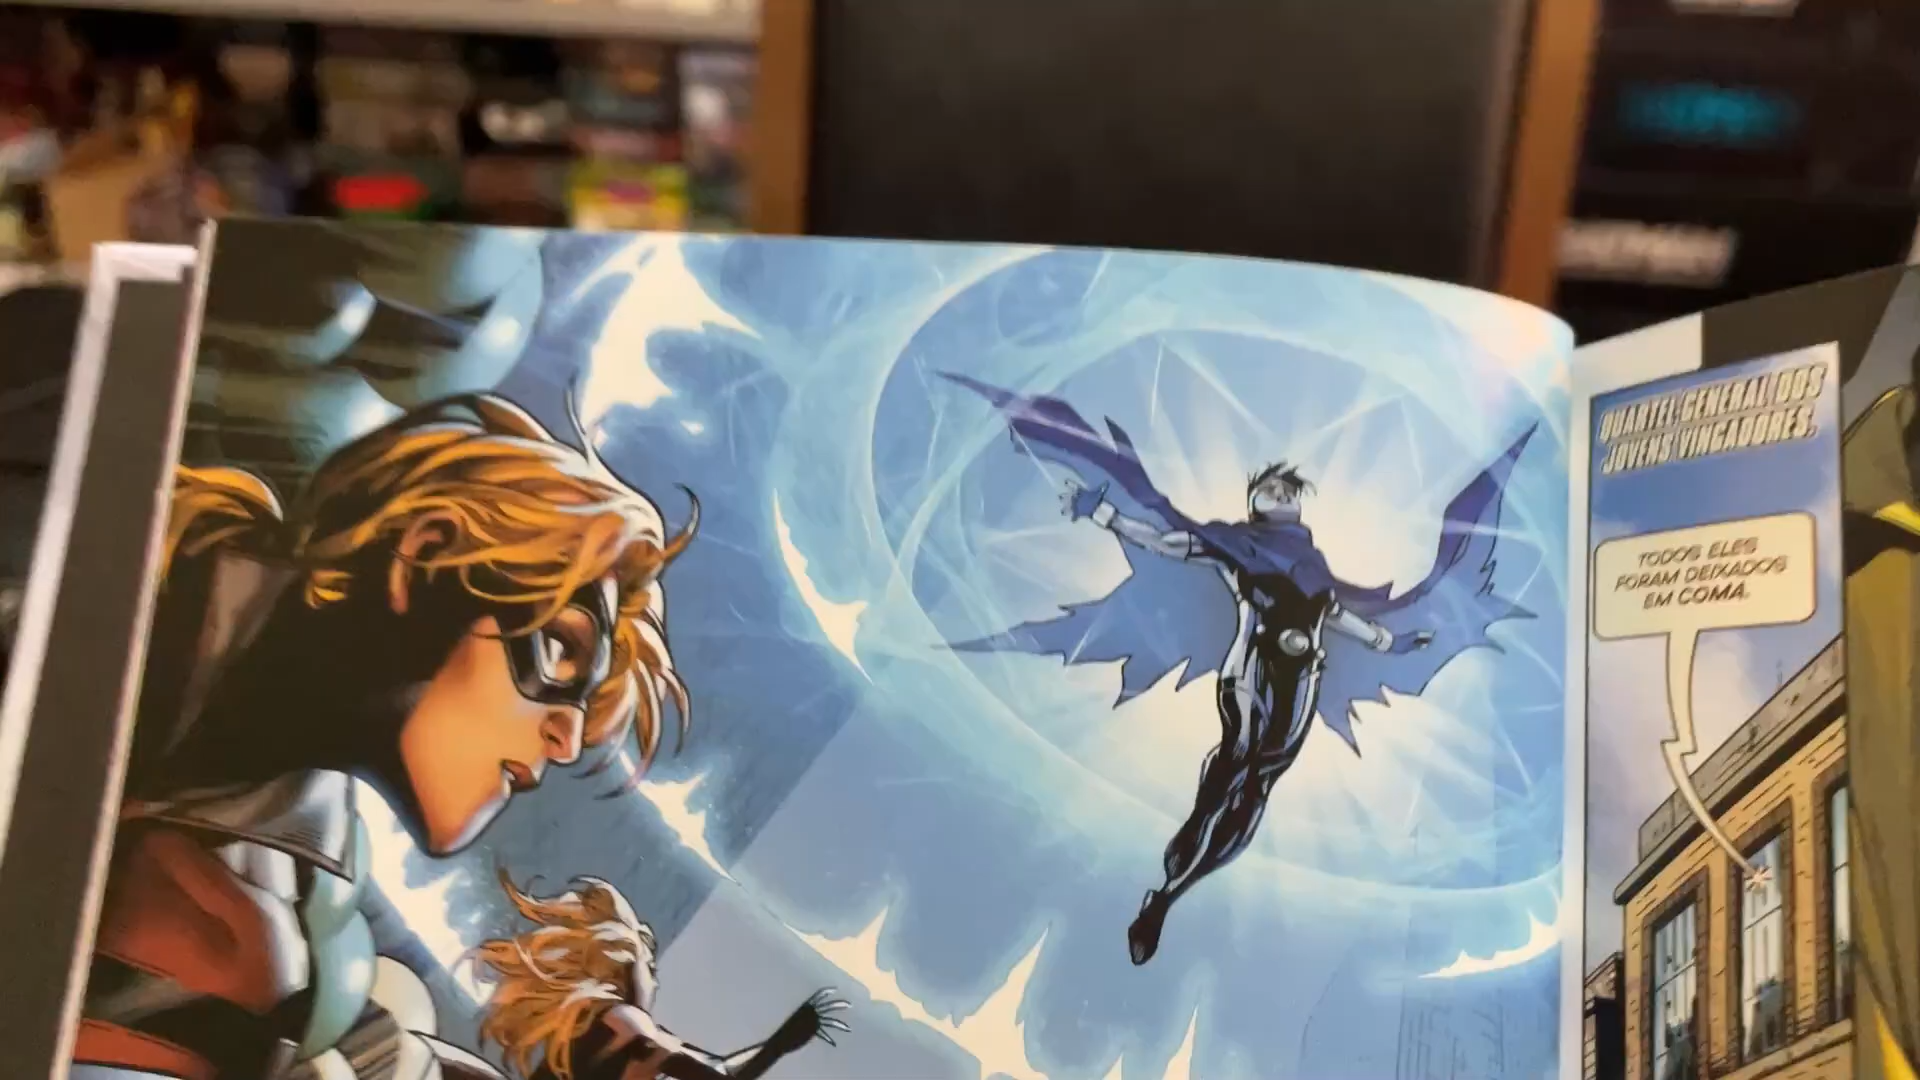 QUARTEL-GENERAL DOS
JOVENS VINGADORES.
TODOS ELES
FORAM DEIXADOS
EM COMA.